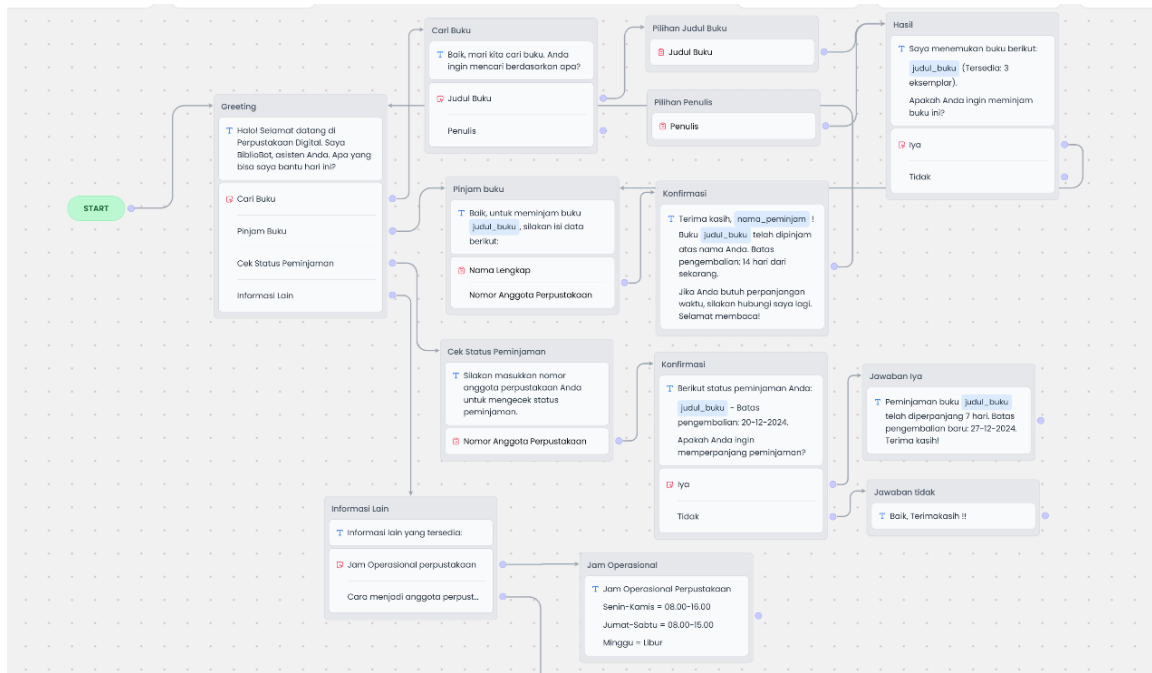 START
Greeting
Halo! Selamat datang di
Perpustakaan Digital. Saya
BiblioBot, asisten Anda. Apa yang
bisa saya bantu hari ini?
Cari Buku
Pinjam Buku
Cek Status Peminjaman
Informasi Lain
Cari Buku
Baik, mari kita cari buku. Anda
ingin mencari berdasarkan apa?
Judul Buku
Penulis
Pilihan Judul Buku
Judul Buku
Pilihan Penulis
Penulis
Hasil
Saya menemukan buku berikut:
judul_buku (Tersedia: 3
eksemplar).
Apakah Anda ingin meminjam
buku ini?
Iya
Tidak
Pinjam buku
Baik, untuk meminjam buku
judul_buku , silakan isi data
berikut:
Nama Lengkap
Nomor Anggota Perpustakaan
Konfirmasi
Terima kasih, nama_peminjam !
Buku judul_buku telah dipinjam
atas nama Anda. Batas
pengembalian: 14 hari dari
sekarang.
Jika Anda butuh perpanjangan
waktu, silakan hubungi saya lagi.
Selamat membaca!
Cek Status Peminjaman
Silakan masukkan nomor
anggota perpustakaan Anda
untuk mengecek status
peminjaman.
Nomor Anggota Perpustakaan
Konfirmasi
Berikut status peminjaman Anda:
judul_buku - Batas
pengembalian: 20-12-2024.
Apakah Anda ingin
memperpanjang peminjaman?
Iya
Tidak
Jawaban Iya
Peminjaman buku judul_buku
telah diperpanjang 7 hari. Batas
pengembalian baru: 27-12-2024.
Terima kasih!
Jawaban tidak
Baik, Terimakasih !!
Informasi Lain
Informasi lain yang tersedia:
Jam Operasional perpustakaan
Cara menjadi anggota perpust...
Jam Operasional
Jam Operasional Perpustakaan
Senin-Kamis = 08.00-16.00
Jumat-Sabtu = 08.00-15.00
Minggu = Libur